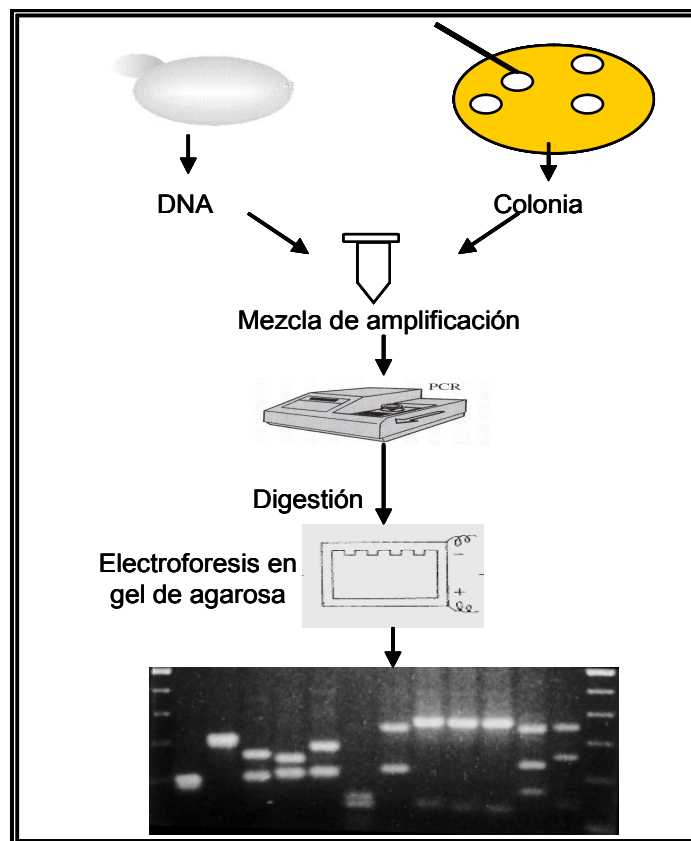 DNA
Colonia
Mezcla de amplificación
PCR
Digestión
Electroforesis en
gel de agarosa
−
+